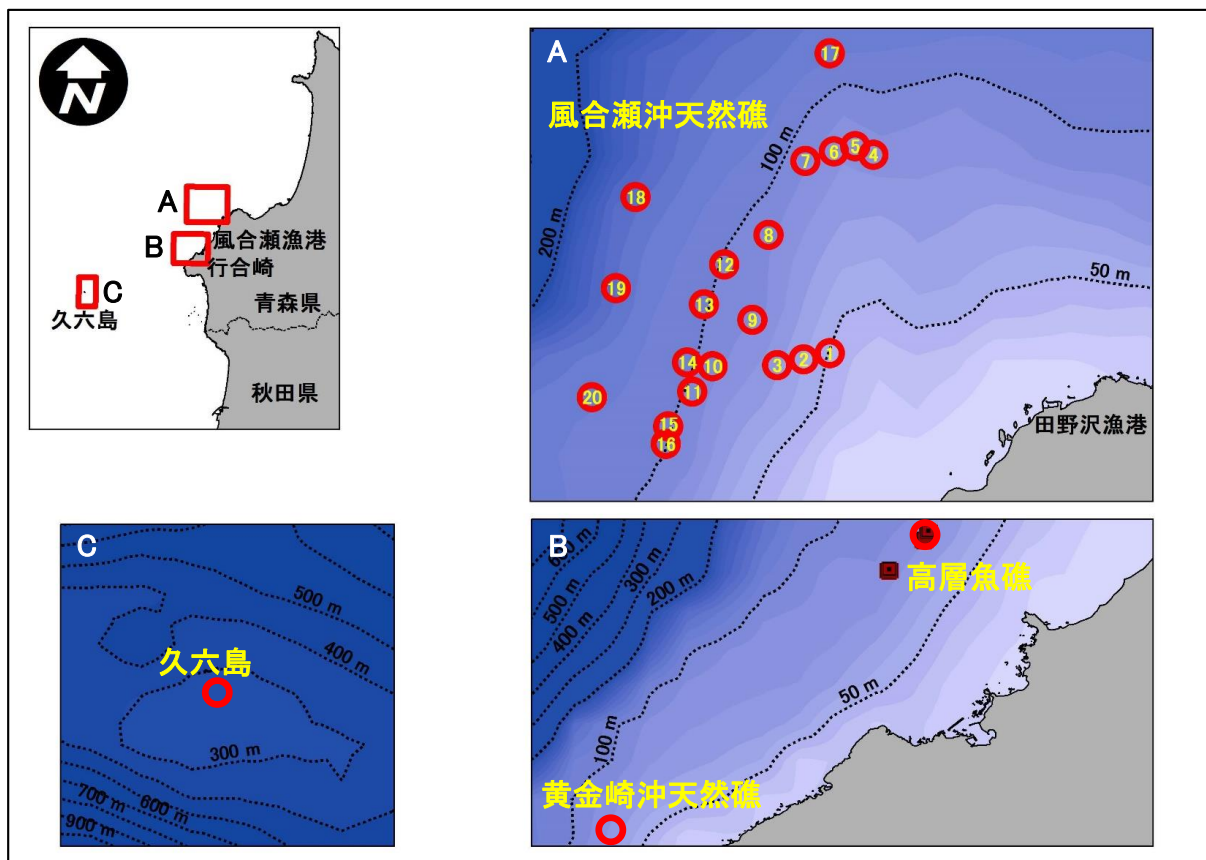 N
A
風合瀬漁港
B
行合崎
C
久六島
青森県
秋田県
A
風合瀬沖天然礁
17
100 m
6
5
4
7
200 m
18
8
12
50 m
19
13
9
14
10
3
2
1
20
11
15
16
田野沢漁港
C
500 m
400 m
久六島
300 m
700 m
600 m
900 m
B
600 m
500 m
400 m
300 m
200 m
高層魚礁
50 m
100 m
黄金崎沖天然礁